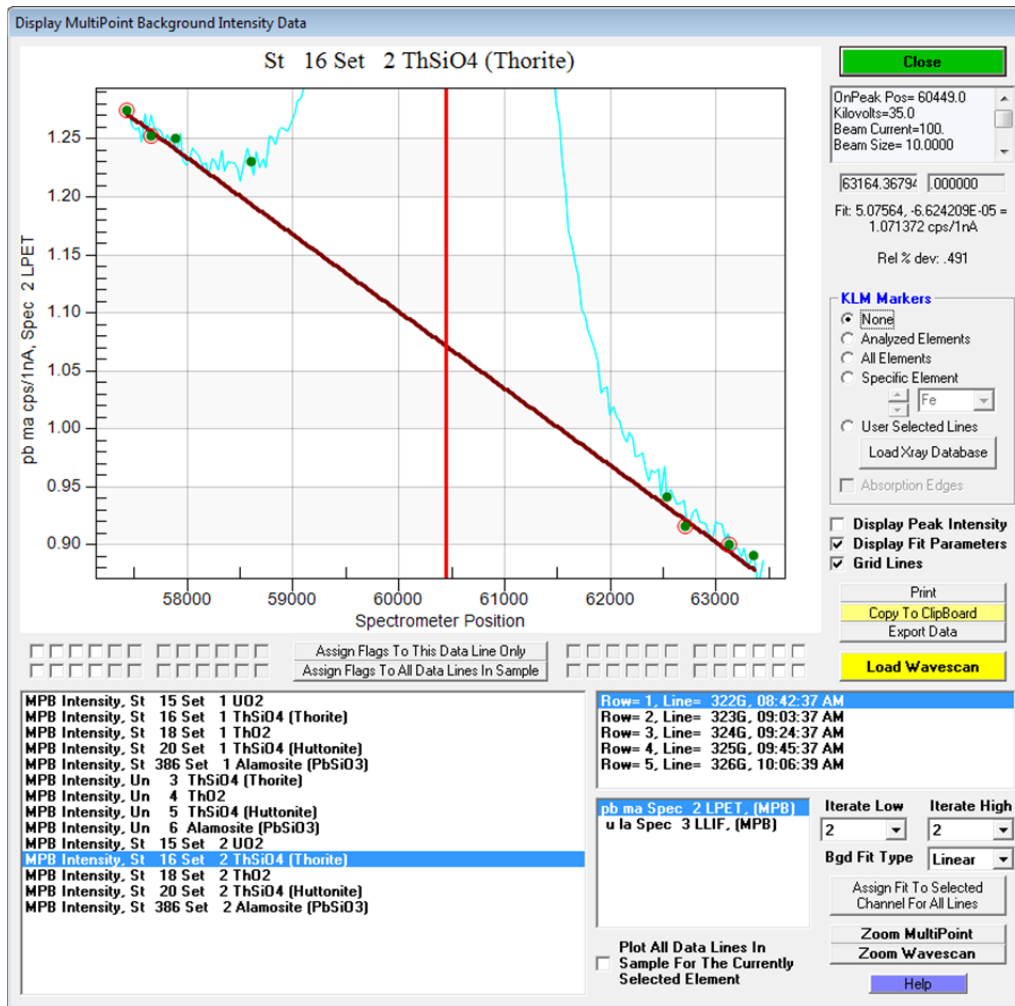 Display MultiPoint Background Intensity Data
St 16 Set 2 ThSiO4 (Thorite)
pb ma cps/1nA, Spec 2 LPET
1.25
1.20
1.15
1.10
1.05
1.00
0.95
0.90
58000 59000 60000 61000 62000 63000
Spectrometer Position
Close
OnPeak Pos= 60449.0
Kilovolts=35.0
Beam Current=100.
Beam Size= 10.0000
63164.36794 .000000
Fit: 5.07564, -6.624209E-05 =
1.071372 cps/1nA
Rel % dev: .491
KLM Markers
None
Analyzed Elements
All Elements
Specific Element
Fe
User Selected Lines
Load Xray Database
Absorption Edges
Display Peak Intensity
Display Fit Parameters
Grid Lines
Print
Copy To ClipBoard
Export Data
Load Wavescan
Assign Flags To This Data Line Only
Assign Flags To All Data Lines In Sample
MPB Intensity, St 15 Set 1 UO2
MPB Intensity, St 16 Set 1 ThSiO4 (Thorite)
MPB Intensity, St 18 Set 1 ThO2
MPB Intensity, St 20 Set 1 ThSiO4 (Huttonite)
MPB Intensity, St 386 Set 1 Alamosite (PbSiO3)
MPB Intensity, Un 3 ThSiO4 (Thorite)
MPB Intensity, Un 4 ThO2
MPB Intensity, Un 5 ThSiO4 (Huttonite)
MPB Intensity, Un 6 Alamosite (PbSiO3)
MPB Intensity, St 15 Set 2 UO2
MPB Intensity, St 16 Set 2 ThSiO4 (Thorite)
MPB Intensity, St 18 Set 2 ThO2
MPB Intensity, St 20 Set 2 ThSiO4 (Huttonite)
MPB Intensity, St 386 Set 2 Alamosite (PbSiO3)
Row= 1, Line= 322G, 08:42:37 AM
Row= 2, Line= 323G, 09:03:37 AM
Row= 3, Line= 324G, 09:24:37 AM
Row= 4, Line= 325G, 09:45:37 AM
Row= 5, Line= 326G, 10:06:39 AM
pb ma Spec 2 LPET, (MPB)
u la Spec 3 LLIF, (MPB)
Iterate Low Iterate High
2 2
Bgd Fit Type Linear
Assign Fit To Selected
Channel For All Lines
Zoom MultiPoint
Zoom Wavescan
Help
Plot All Data Lines In
Sample For The Currently
Selected Element